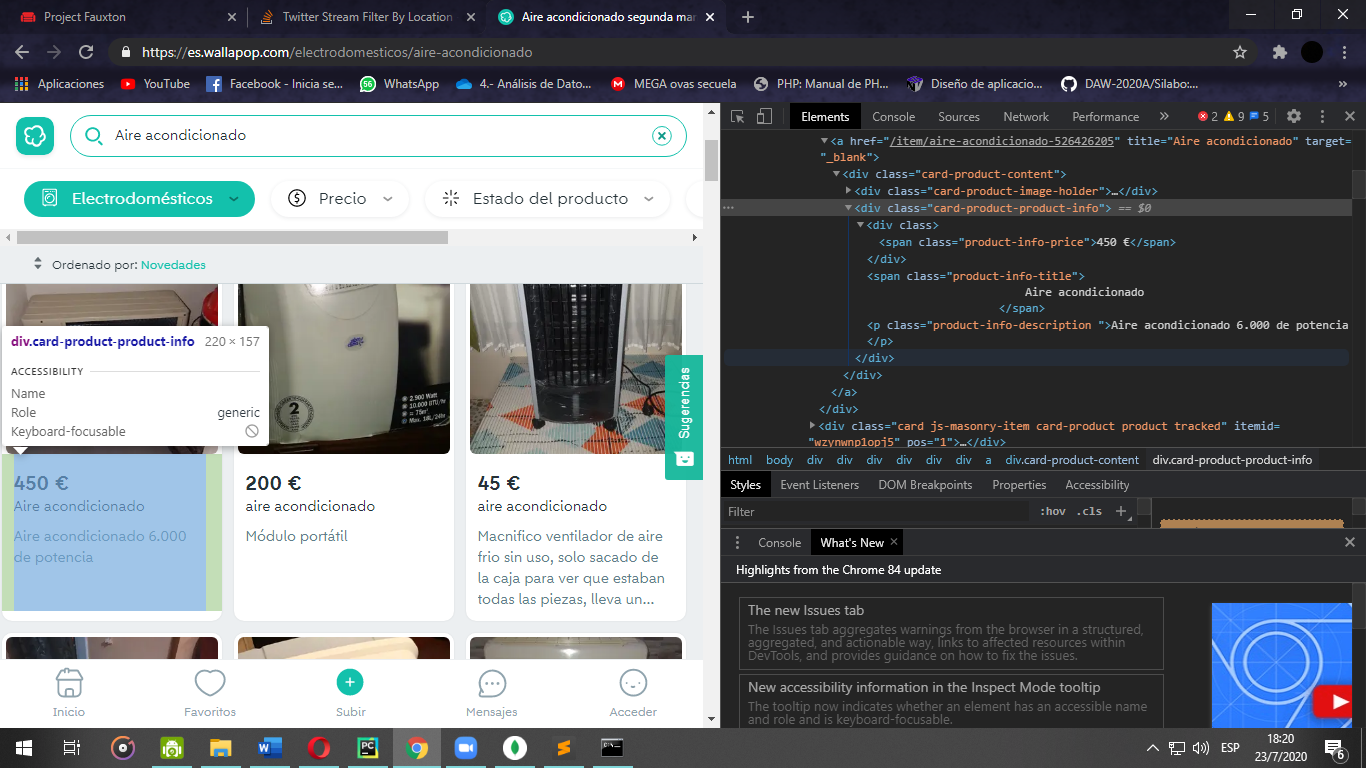 Project Fauxton
Twitter Stream Filter By Location
Aire acondicionado segunda mar
https://es.wallapop.com/electrodomesticos/aire-acondicionado
Aplicaciones
YouTube
Facebook - Inicia se...
56
WhatsApp
4.- Análisis de Dato...
MEGA ovas secuela
PHP: Manual de PH...
Diseño de aplicacio...
DAW-2020A/Silabo:...
»
Aire acondicionado
Electrodomésticos
Precio
Estado del producto
Ordenado por: Novedades
div.card-product-product-info 220 × 157
ACCESSIBILITY
Name
Role generic
Keyboard-focusable
2
2.900 Watt
10.000 BTU/hr
Sugerencias
450 €
Aire acondicionado
Aire acondicionado 6.000
de potencia
200 €
aire acondicionado
Módulo portátil
45 €
aire acondicionado
Macnifico ventilador de aire
frio sin uso, solo sacado de
la caja para ver que estaban
todas las piezas, lleva un...
Inicio
Favoritos
Subir
Mensajes
Acceder
Elements Console Sources Network Performance » 2 9 5
<a href="/item/aire-acondicionado-526426205" title="Aire acondicionado" target=
"_blank">
<div class="card-product-content">
<div class="card-product-image-holder">…</div>
<div class="card-product-product-info"> == $0
<div class>
<span class="product-info-price">450 €</span>
</div>
<span class="product-info-title">
Aire acondicionado
</span>
<p class="product-info-description ">Aire acondicionado 6.000 de potencia
</p>
</div>
</div>
</a>
</div>
<div class="card js-masonry-item card-product product tracked" itemid=
"wzynwnp1opj5" pos="1">…</div>
html body div div div div div div a div.card-product-content div.card-product-product-info
Styles Event Listeners DOM Breakpoints Properties Accessibility
Filter :hov .cls +
Console What's New
Highlights from the Chrome 84 update
The new Issues tab
The Issues tab aggregates warnings from the browser in a structured,
aggregated, and actionable way, links to affected resources within
DevTools, and provides guidance on how to fix the issues.
New accessibility information in the Inspect Mode tooltip
The tooltip now indicates whether an element has an accessible name
and role and is keyboard-focusable.
ESP
18:20
23/7/2020
6